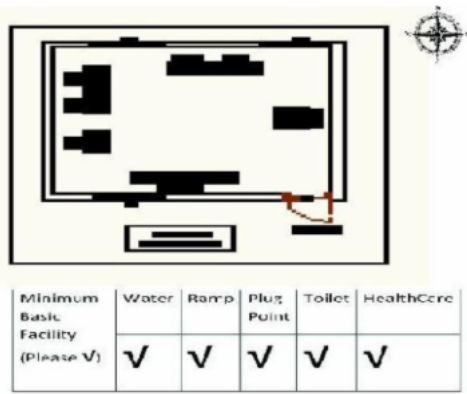 Minimum Basic Facility (Please √)
Water
Ramp
Plug Point
Toilet
HealthCare
√ √ √ √ √